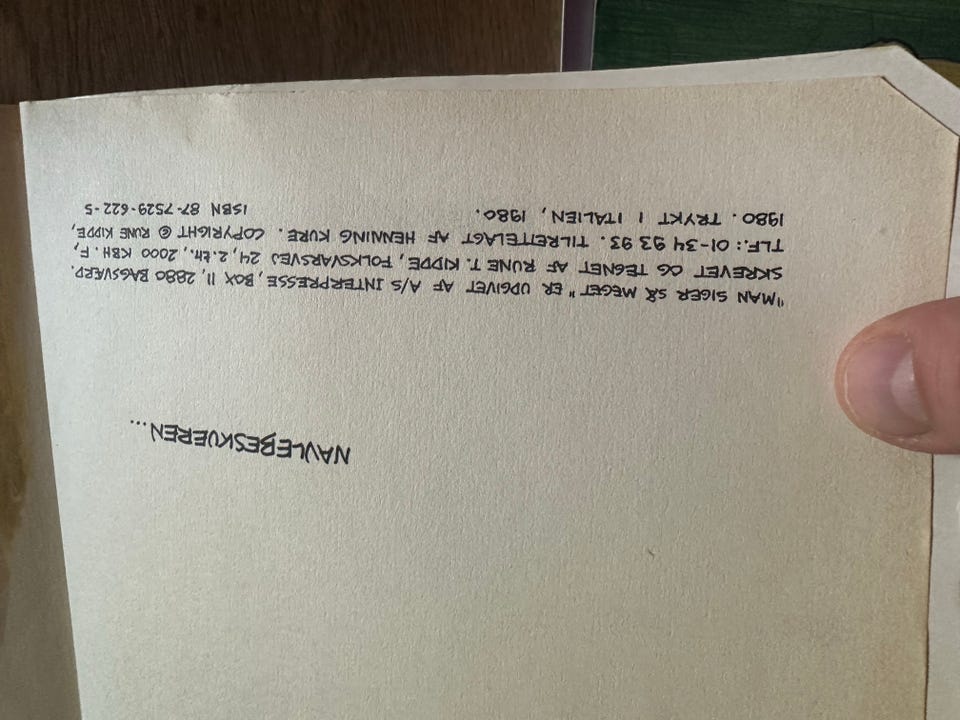 NAVLEBESKUEREN...
"MAN SIGER SÅ MEGET" ER UDGIVET AF A/S INTERPRESSE, BOX 11, 2880 BAGSVÆRD.
SKREVET OG TEGNET AF RUNE T. KIDDE, FOLKSVARSVEJ 24, 2.th., 2000 KBH. F,
TLF.: 01-34 93 93. TILRETTELAGT AF HENNING KURE. COPYRIGHT © RUNE KIDDE,
1980. TRYKT I ITALIEN, 1980. ISBN 87-7529-622-5